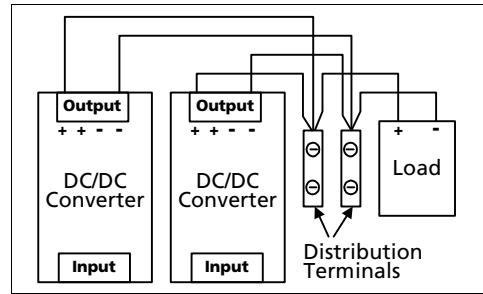 Output
+ + - -
DC/DC
Converter
Input
Output
+ + - -
DC/DC
Converter
Input
+ -
Load
Distribution
Terminals